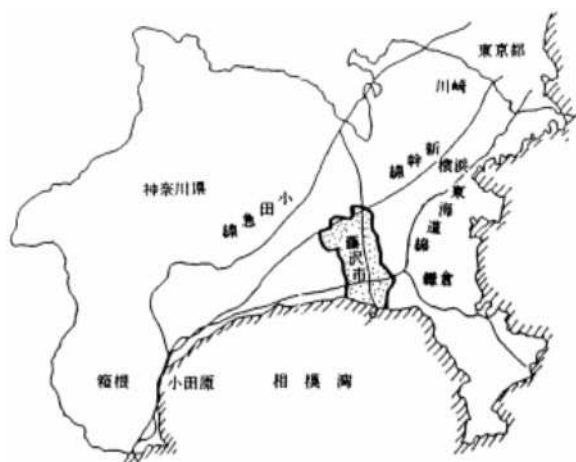 東京都
川崎
新幹線
横浜
神奈川県
小田急線
東海道線
藤沢市
鎌倉
箱根
小田原
相模湾